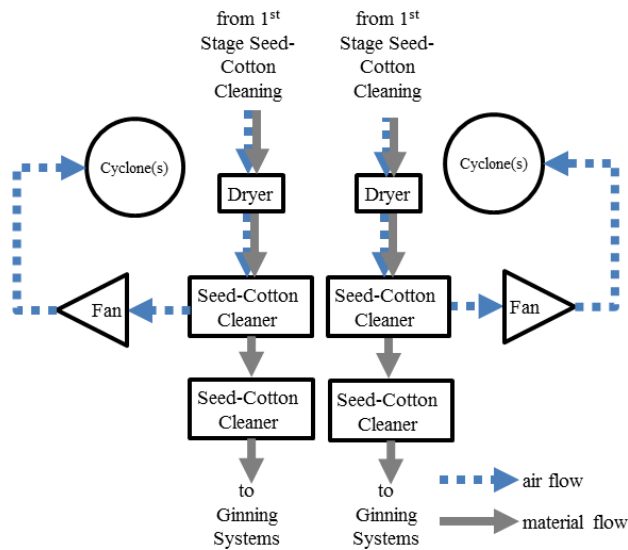 from 1st
Stage Seed-
Cotton
Cleaning
from 1st
Stage Seed-
Cotton
Cleaning
Cyclone(s)
Cyclone(s)
Dryer
Dryer
Fan
Seed-Cotton
Cleaner
Seed-Cotton
Cleaner
Fan
Seed-Cotton
Cleaner
Seed-Cotton
Cleaner
to
Ginning
Systems
to
Ginning
Systems
air flow
material flow